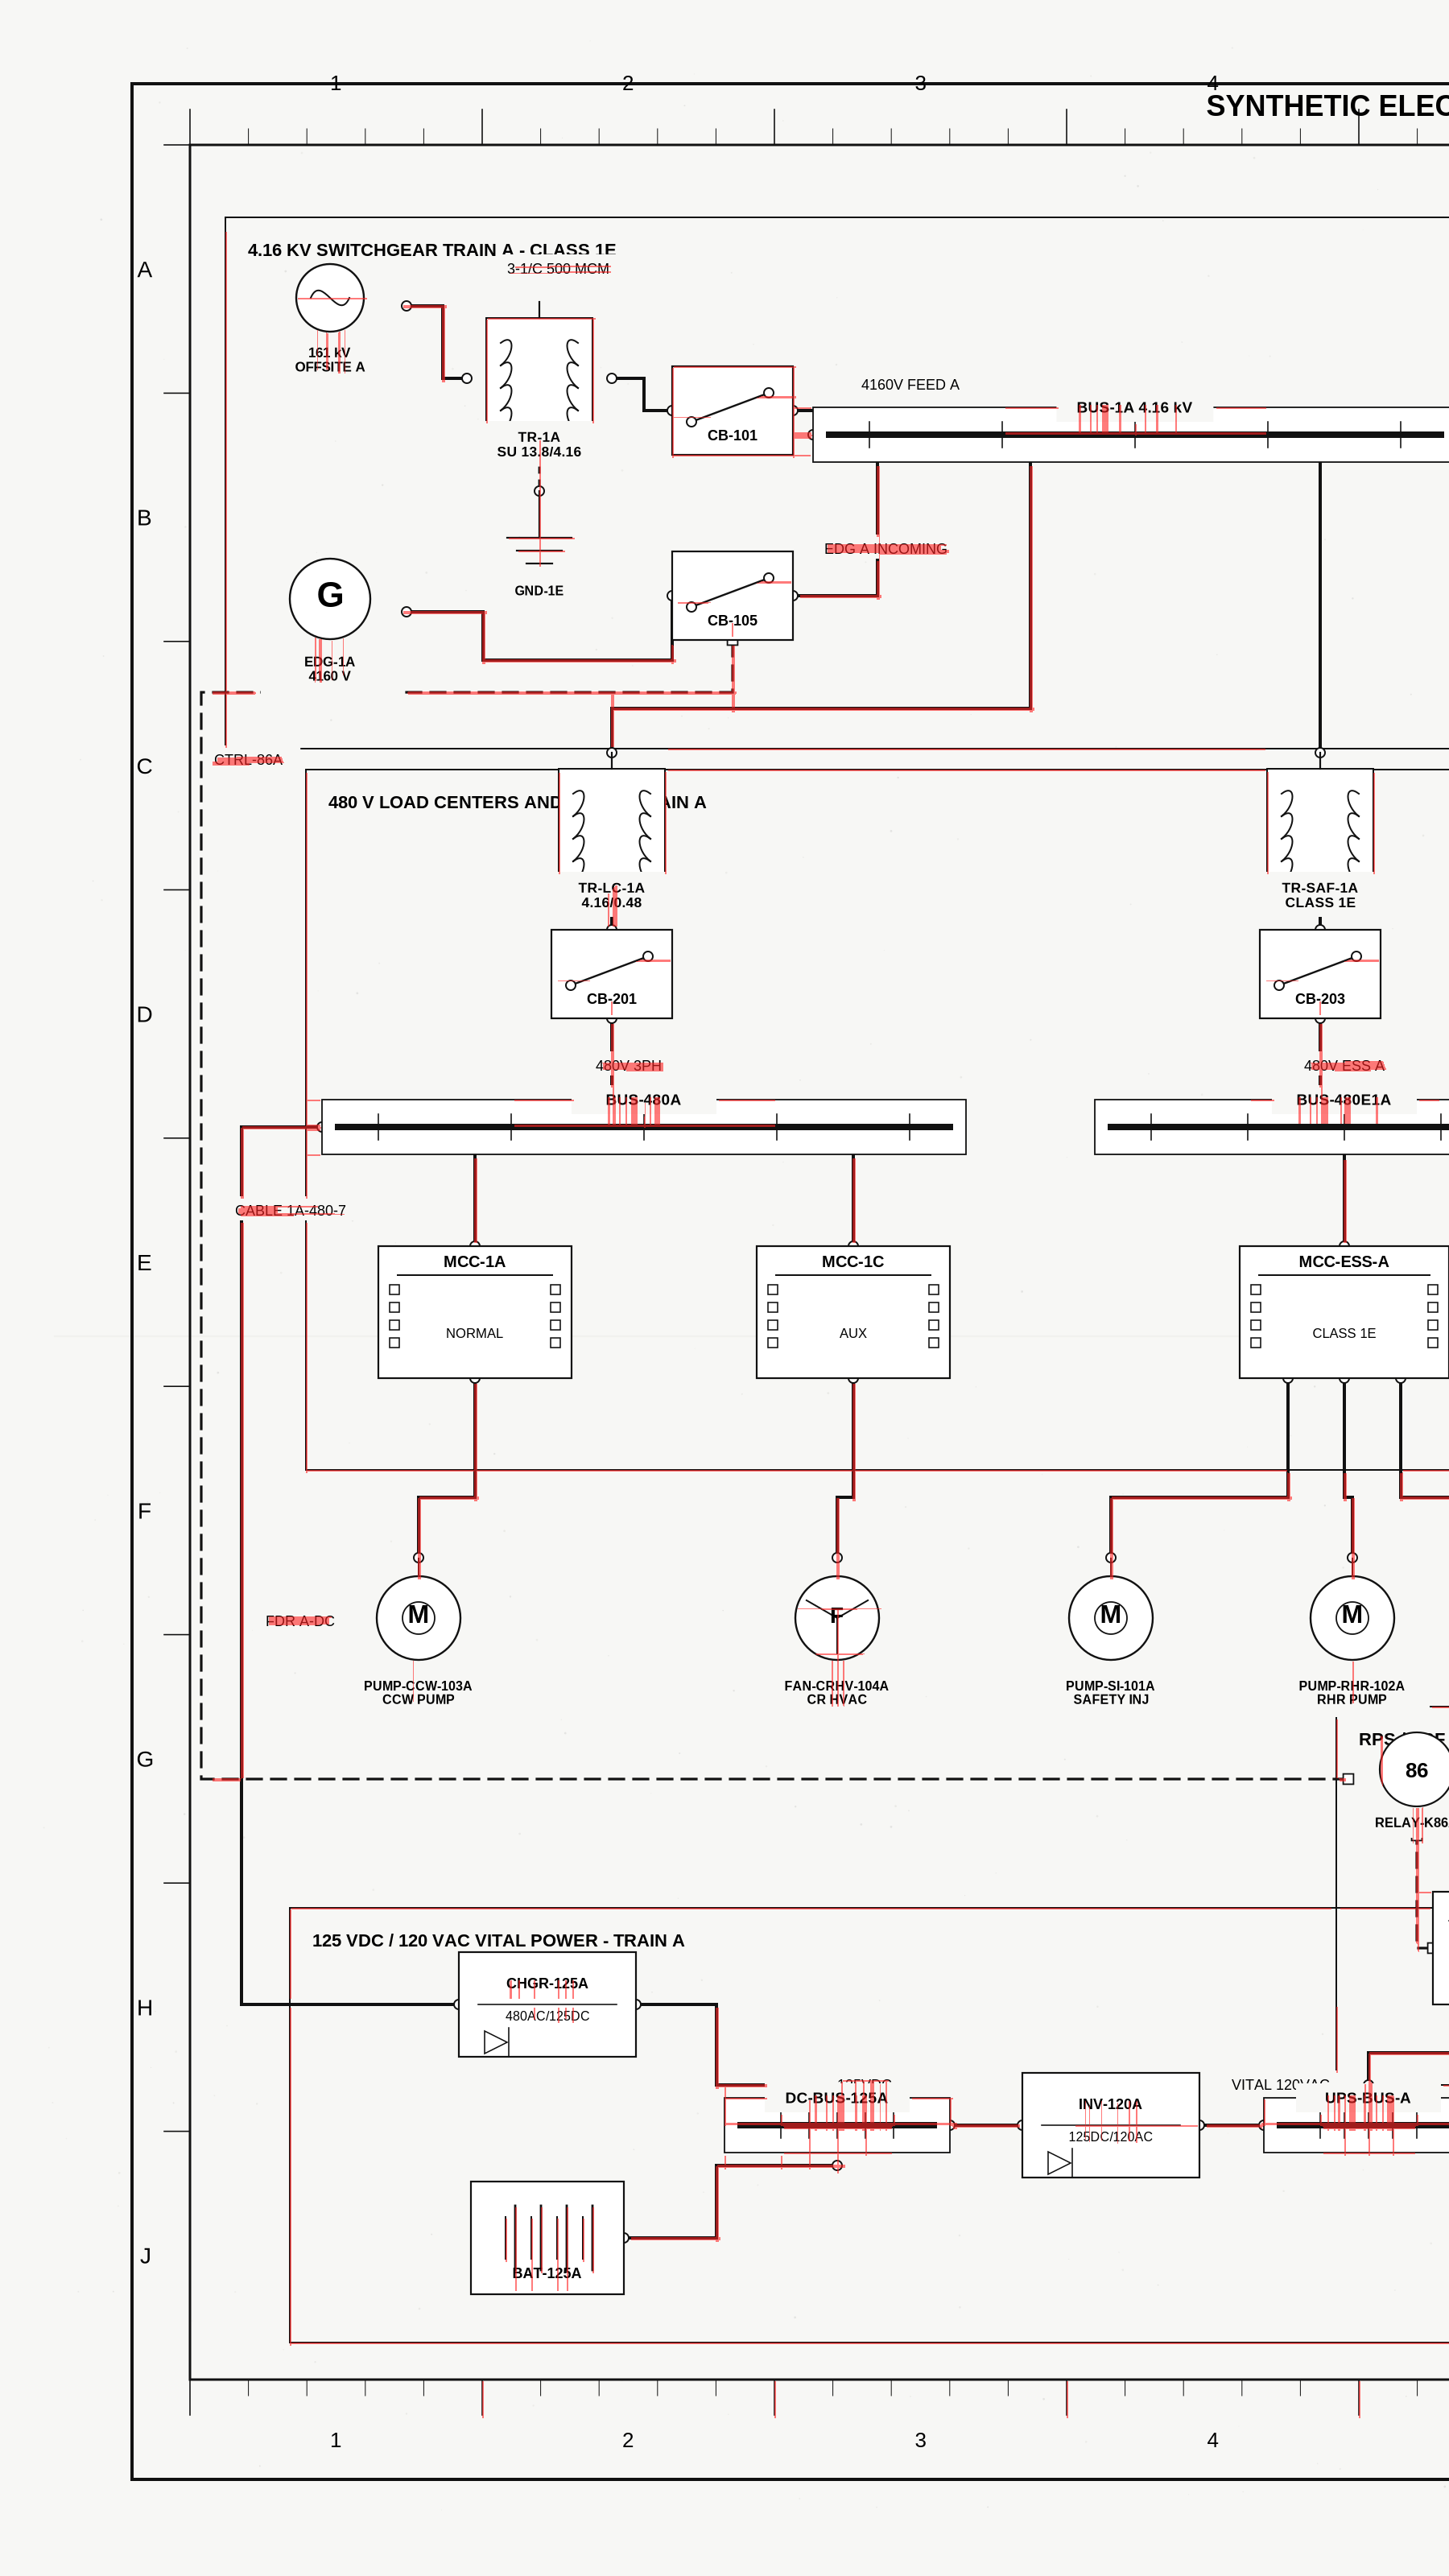 1 2 3 4
SYNTHETIC ELEC
A
4.16 KV SWITCHGEAR TRAIN A - CLASS 1E
3-1/C 500 MCM
161 kV
OFFSITE A
4160V FEED A
BUS-1A 4.16 kV
CB-101
TR-1A
SU 13.8/4.16
B
EDG A INCOMING
GND-1E
G
CB-105
EDG-1A
4160 V
CTRL-86A
C
480 V LOAD CENTERS AND
AIN A
TR-LC-1A
4.16/0.48
TR-SAF-1A
CLASS 1E
CB-201
CB-203
D
480V 3PH
480V ESS A
BUS-480A
BUS-480E1A
CABLE 1A-480-7
E
MCC-1A
MCC-1C
MCC-ESS-A
NORMAL
AUX
CLASS 1E
F
M
F
M
M
FDR A-DC
PUMP-CCW-103A
CCW PUMP
FAN-CRHV-104A
CR HVAC
PUMP-SI-101A
SAFETY INJ
PUMP-RHR-102A
RHR PUMP
RPS
G
86
RELAY-K86
125 VDC / 120 VAC VITAL POWER - TRAIN A
CHGR-125A
480AC/125DC
H
125VDC
DC-BUS-125A
INV-120A
125DC/120AC
VITAL 120VAC
UPS-BUS-A
J
BAT-125A
1 2 3 4